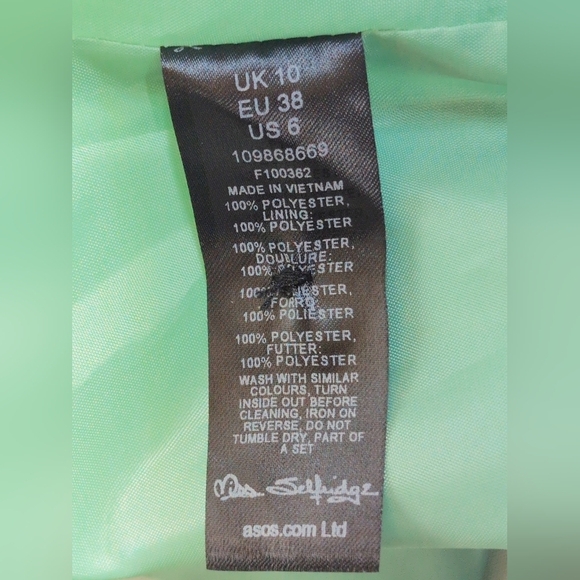 UK 10
EU 38
US 6
109868669
F100362
MADE IN VIETNAM
100% POLYESTER,
LINING:
100% POLYESTER
100% POLYESTER,
DOUBLURE:
100% POLYESTER
FORRO:
100% POLIESTER
100% POLYESTER,
FUTTER:
100% POLYESTER
WASH WITH SIMILAR
COLOURS, TURN
INSIDE OUT BEFORE
CLEANING, IRON ON
REVERSE, DO NOT
TUMBLE DRY, PART OF
A SET
Miss Selfridge
asos.com Ltd